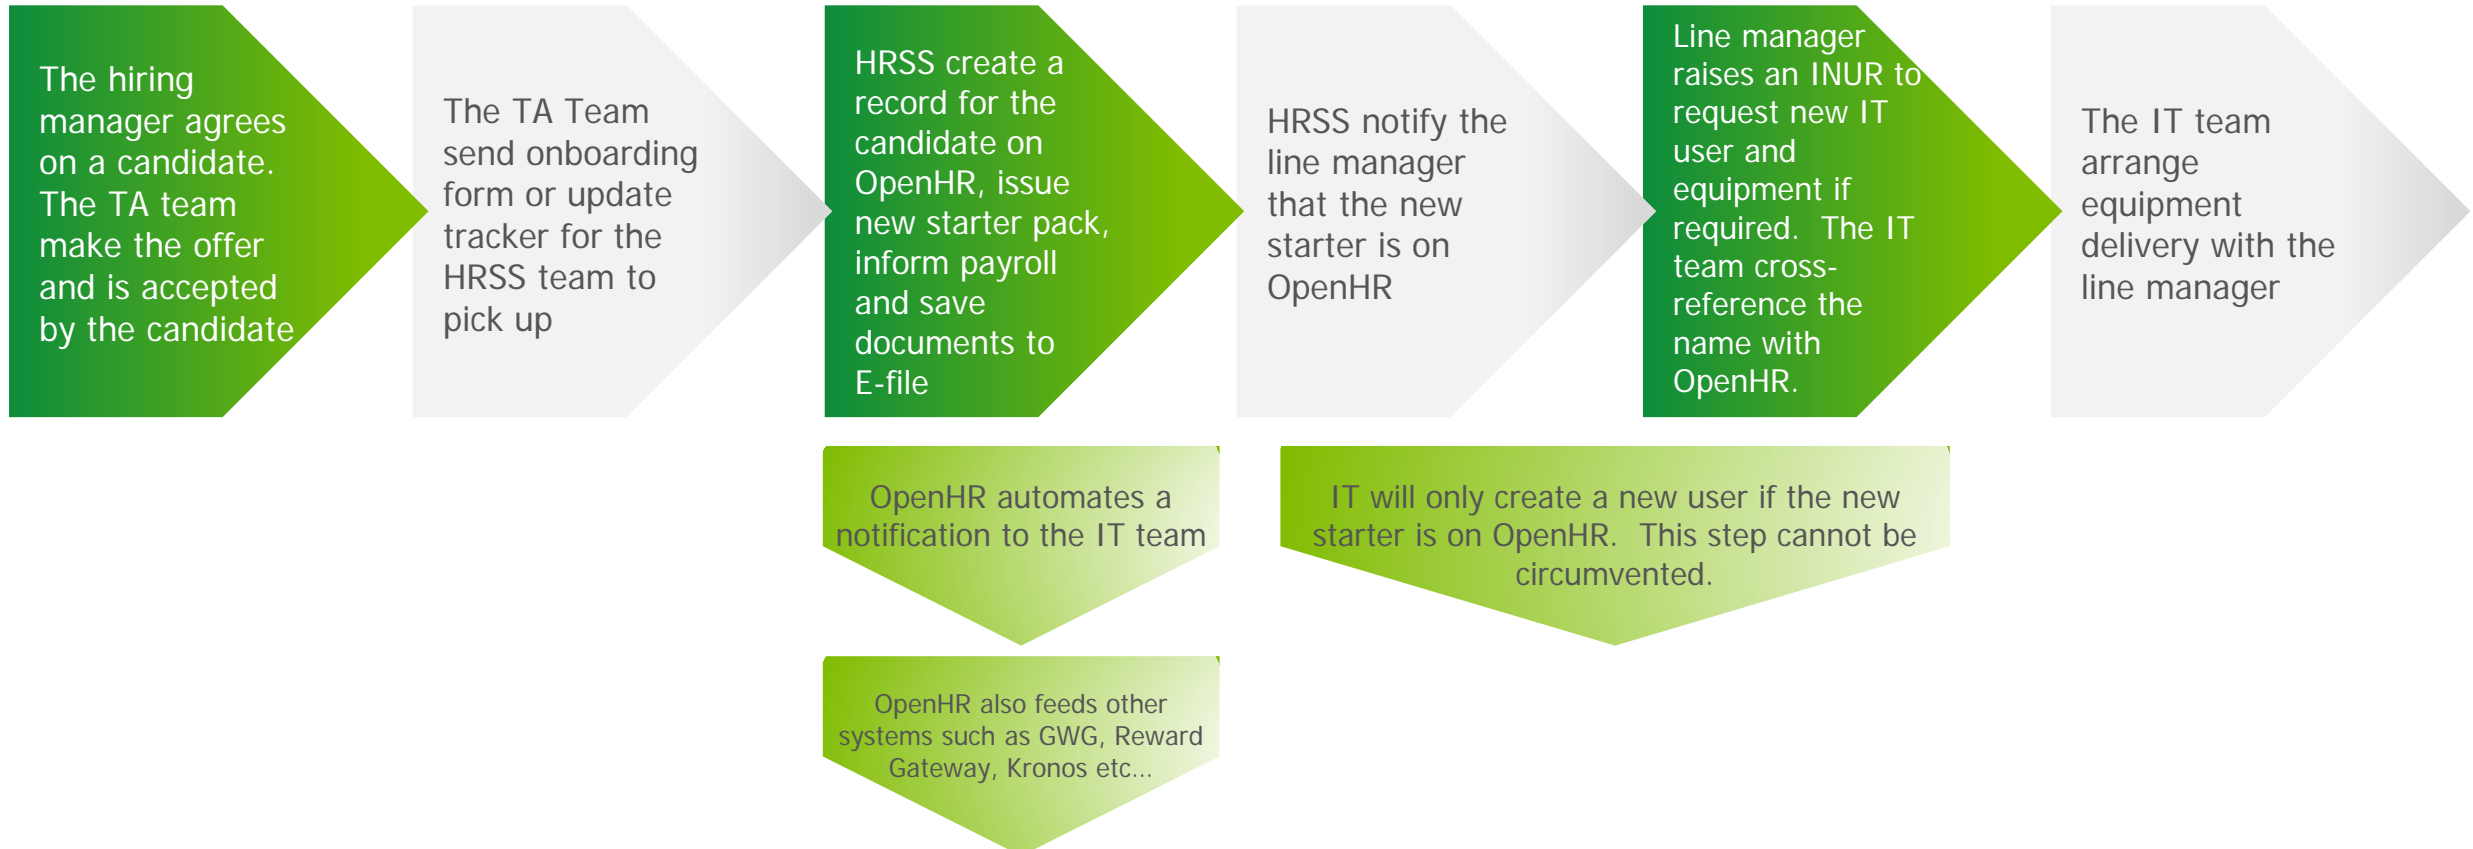 The hiring
manager agrees
on a candidate.
The TA team
make the offer
and is accepted
by the candidate
The TA Team
send onboarding
form or update
tracker for the
HRSS team to
pick up
HRSS create a
record for the
candidate on
OpenHR, issue
new starter pack,
inform payroll
and save
documents to
E-file
HRSS notify the
line manager
that the new
starter is on
OpenHR
Line manager
raises an INUR to
request new IT
user and
equipment if
required.  The IT
team cross-
reference the
name with
OpenHR.
The IT team
arrange
equipment
delivery with the
line manager
OpenHR automates a
notification to the IT team
IT will only create a new user if the new
starter is on OpenHR.  This step cannot be
circumvented.
OpenHR also feeds other
systems such as GWG, Reward
Gateway, Kronos etc...